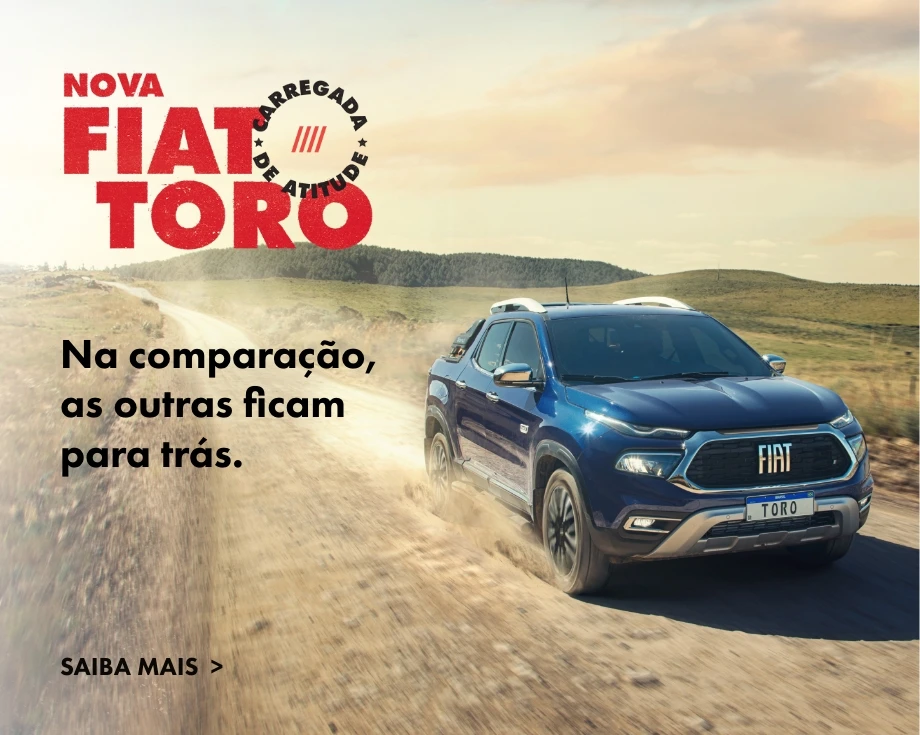 NOVA
FIAT
TORO
CARREGADA
DE ATITUDE
Na comparação,
as outras ficam
para trás.
FIAT
TORO
SAIBA MAIS >